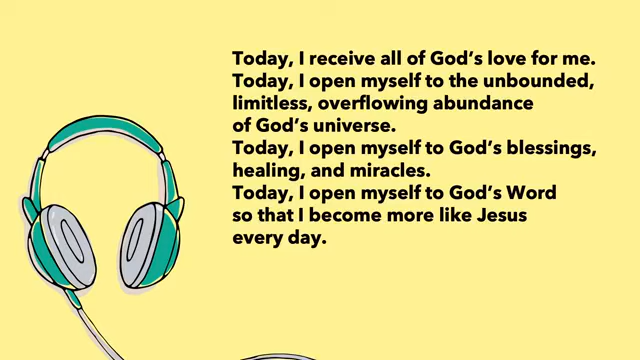 Today, I receive all of God's love for me.
Today, I open myself to the unbounded,
limitless, overflowing abundance
of God's universe.
Today, I open myself to God's blessings,
healing, and miracles.
Today, I open myself to God's Word
so that I become more like Jesus
every day.